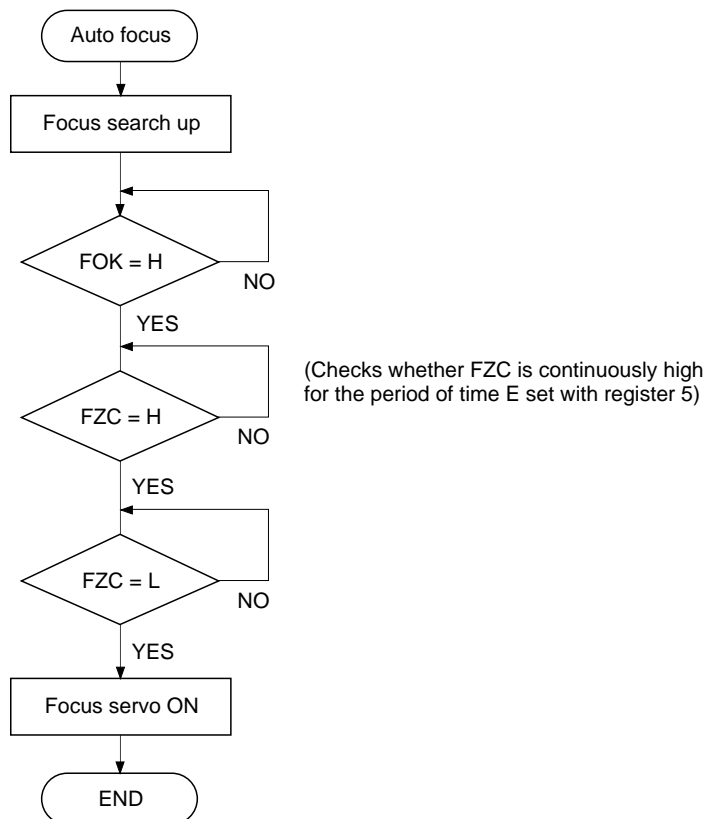 Auto focus
Focus search up
FOK = H
NO
YES
(Checks whether FZC is continuously high
for the period of time E set with register 5)
FZC = H
NO
YES
FZC = L
NO
YES
Focus servo ON
END